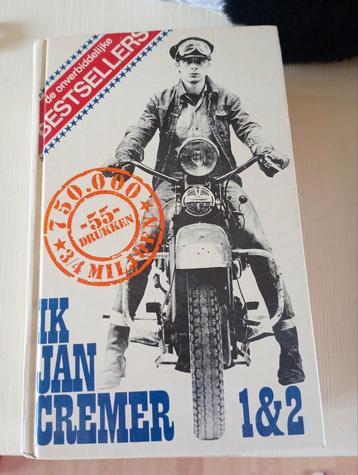 de onverbiddelijke
BESTSELLERS
750.000
-55-
DRUKKEN
3/4 MILJOEN
IK
JAN
CREMER
1&2